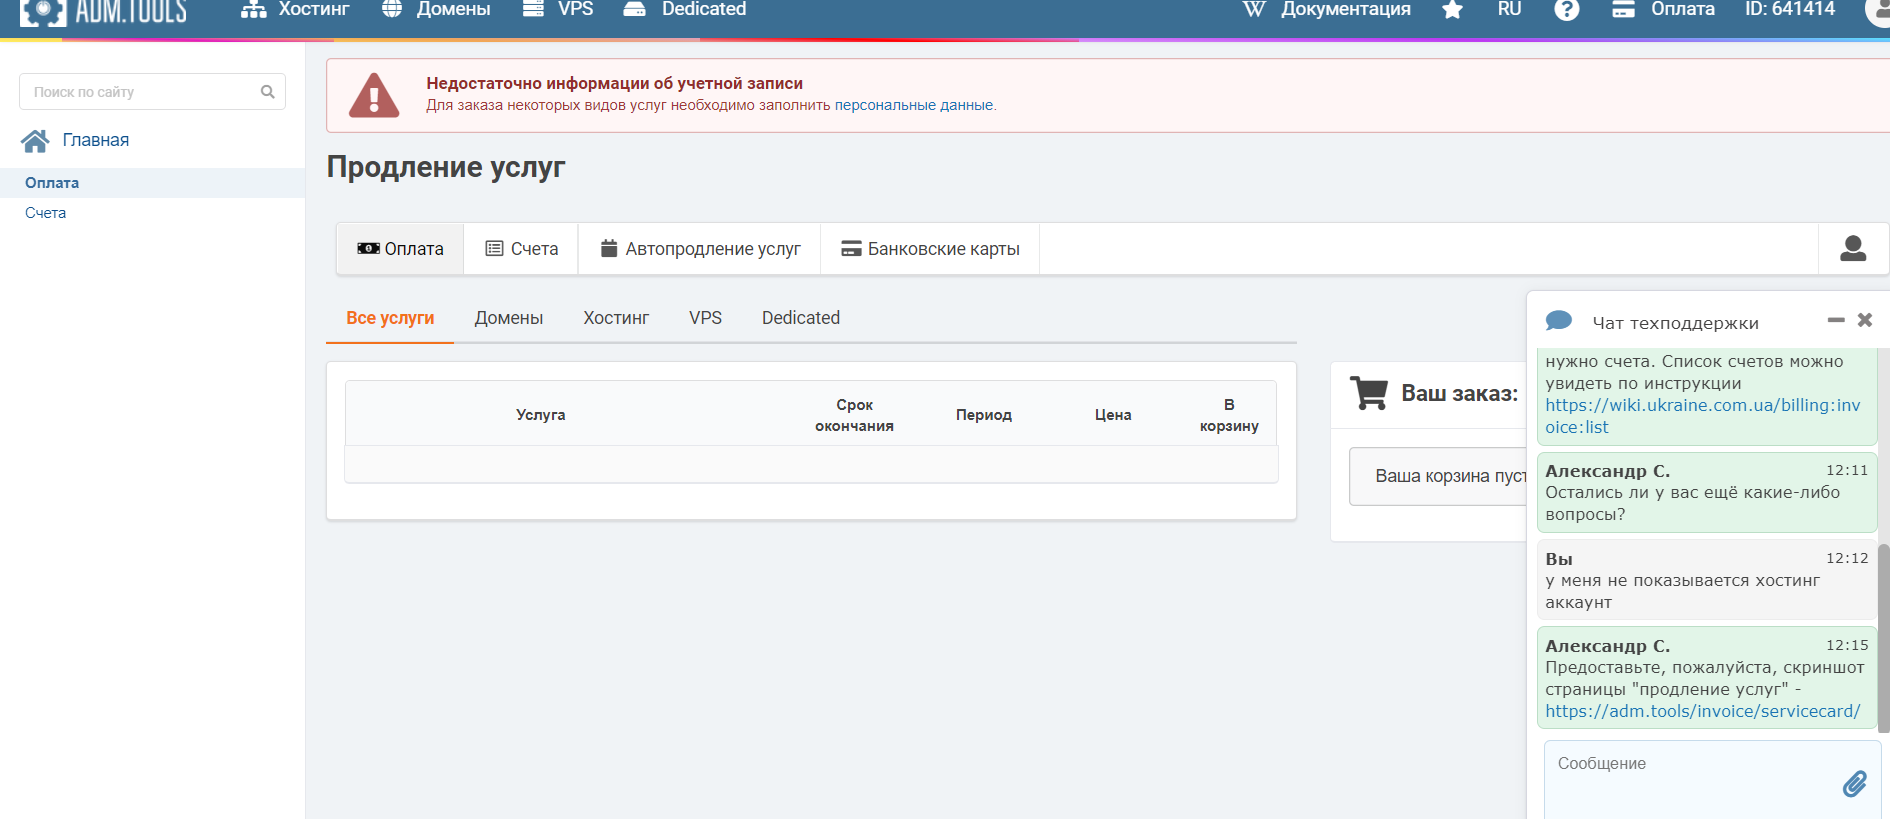 ADM.TOOLS
Хостинг
Домены
VPS
Dedicated
Документация
RU
Оплата
ID: 641414
Поиск по сайту
Главная
Оплата
Счета
Недостаточно информации об учетной записи
Для заказа некоторых видов услуг необходимо заполнить персональные данные.
Продление услуг
Оплата
Счета
Автопродление услуг
Банковские карты
Все услуги
Домены
Хостинг
VPS
Dedicated
Услуга
Срок
окончания
Период
Цена
В
корзину
Ваш заказ:
Ваша корзина пуст
Чат техподдержки
нужно счета. Список счетов можно
увидеть по инструкции
https://wiki.ukraine.com.ua/billing:inv
oice:list
Александр С. 12:11
Остались ли у вас ещё какие-либо
вопросы?
Вы 12:12
у меня не показывается хостинг
аккаунт
Александр С. 12:15
Предоставьте, пожалуйста, скриншот
страницы "продление услуг" -
https://adm.tools/invoice/servicecard/
Сообщение